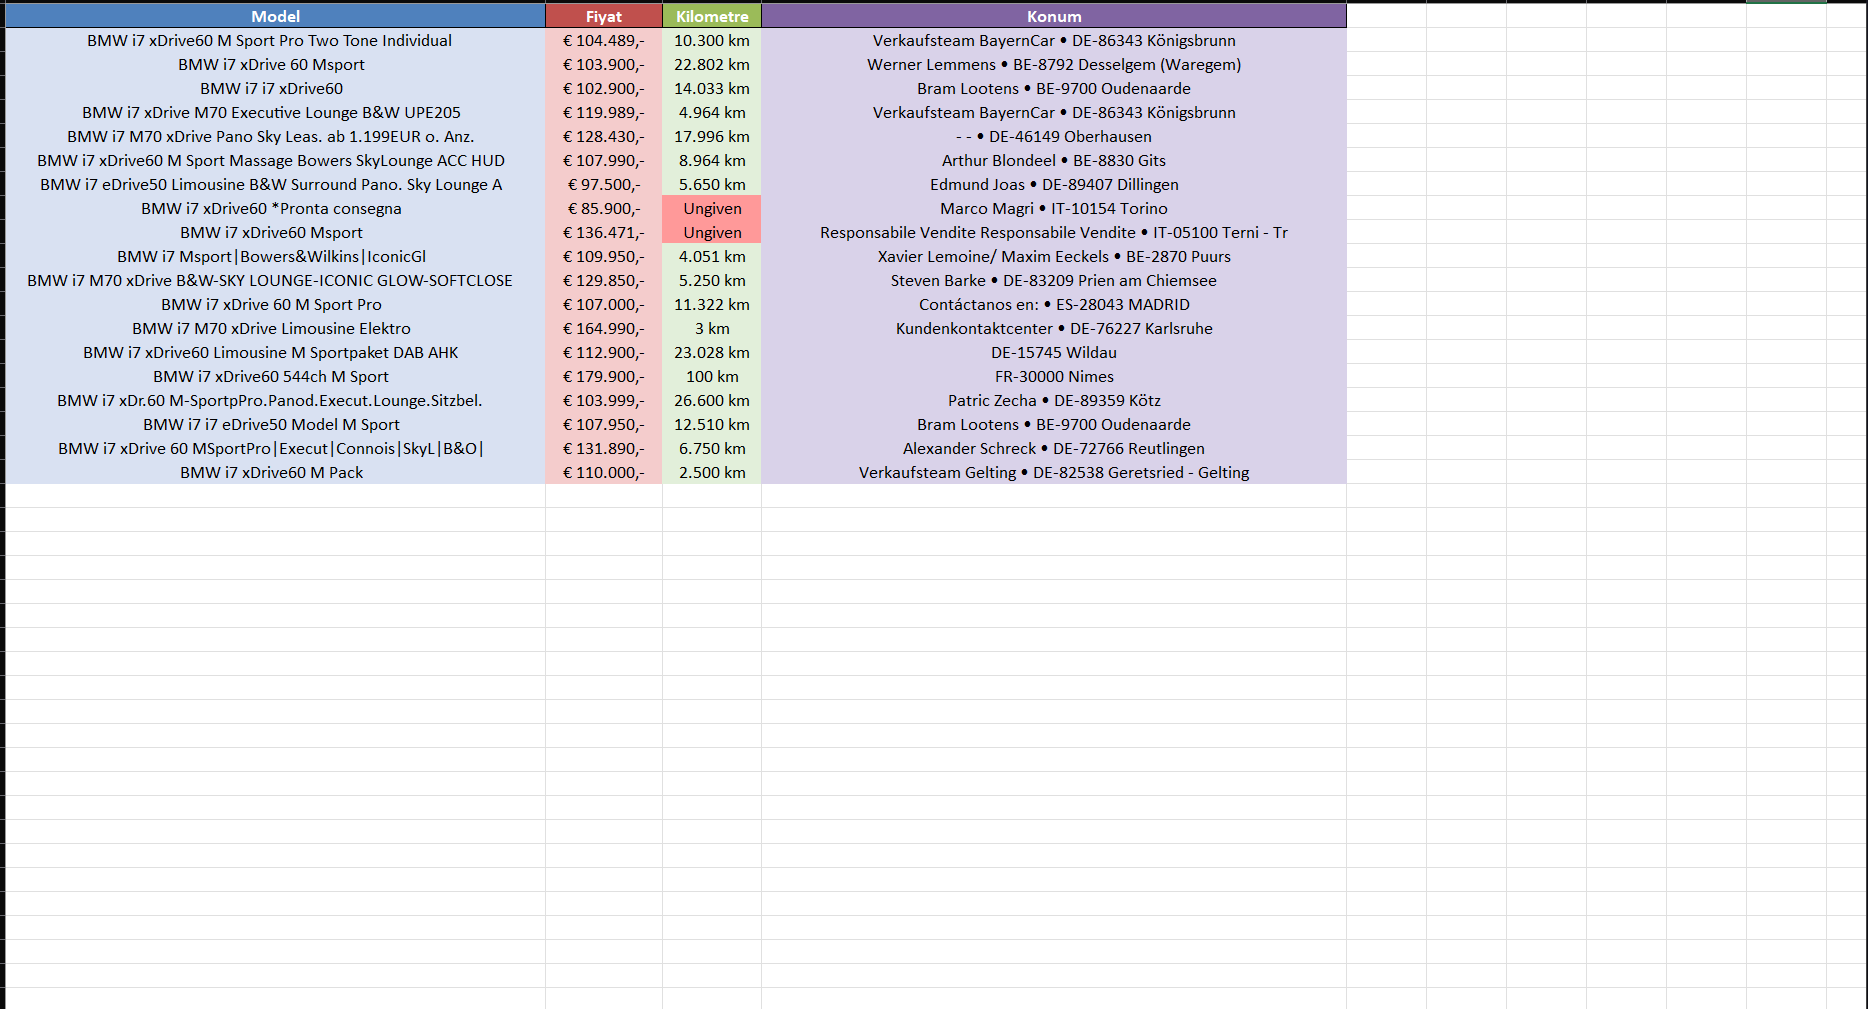 Model Fiyat Kilometre Konum
BMW i7 xDrive60 M Sport Pro Two Tone Individual € 104.489,- 10.300 km Verkaufsteam BayernCar • DE-86343 Königsbrunn
BMW i7 xDrive 60 Msport € 103.900,- 22.802 km Werner Lemmens • BE-8792 Desselgem (Waregem)
BMW i7 i7 xDrive60 € 102.900,- 14.033 km Bram Lootens • BE-9700 Oudenaarde
BMW i7 xDrive M70 Executive Lounge B&W UPE205 € 119.989,- 4.964 km Verkaufsteam BayernCar • DE-86343 Königsbrunn
BMW i7 M70 xDrive Pano Sky Leas. ab 1.199EUR o. Anz. € 128.430,- 17.996 km - - • DE-46149 Oberhausen
BMW i7 xDrive60 M Sport Massage Bowers SkyLounge ACC HUD € 107.990,- 8.964 km Arthur Blondeel • BE-8830 Gits
BMW i7 eDrive50 Limousine B&W Surround Pano. Sky Lounge A € 97.500,- 5.650 km Edmund Joas • DE-89407 Dillingen
BMW i7 xDrive60 *Pronta consegna € 85.900,- Ungiven Marco Magri • IT-10154 Torino
BMW i7 xDrive60 Msport € 136.471,- Ungiven Responsabile Vendite Responsabile Vendite • IT-05100 Terni - Tr
BMW i7 Msport|Bowers&Wilkins|IconicGl € 109.950,- 4.051 km Xavier Lemoine/ Maxim Eeckels • BE-2870 Puurs
BMW i7 M70 xDrive B&W-SKY LOUNGE-ICONIC GLOW-SOFTCLOSE € 129.850,- 5.250 km Steven Barke • DE-83209 Prien am Chiemsee
BMW i7 xDrive 60 M Sport Pro € 107.000,- 11.322 km Contáctanos en: • ES-28043 MADRID
BMW i7 M70 xDrive Limousine Elektro € 164.990,- 3 km Kundenkontaktcenter • DE-76227 Karlsruhe
BMW i7 xDrive60 Limousine M Sportpaket DAB AHK € 112.900,- 23.028 km DE-15745 Wildau
BMW i7 xDrive60 544ch M Sport € 179.900,- 100 km FR-30000 Nimes
BMW i7 xDr.60 M-SportpPro.Panod.Execut.Lounge.Sitzbel. € 103.999,- 26.600 km Patric Zecha • DE-89359 Kötz
BMW i7 i7 eDrive50 Model M Sport € 107.950,- 12.510 km Bram Lootens • BE-9700 Oudenaarde
BMW i7 xDrive 60 MSportPro|Execut|Connois|SkyL|B&O| € 131.890,- 6.750 km Alexander Schreck • DE-72766 Reutlingen
BMW i7 xDrive60 M Pack € 110.000,- 2.500 km Verkaufsteam Gelting • DE-82538 Geretsried - Gelting